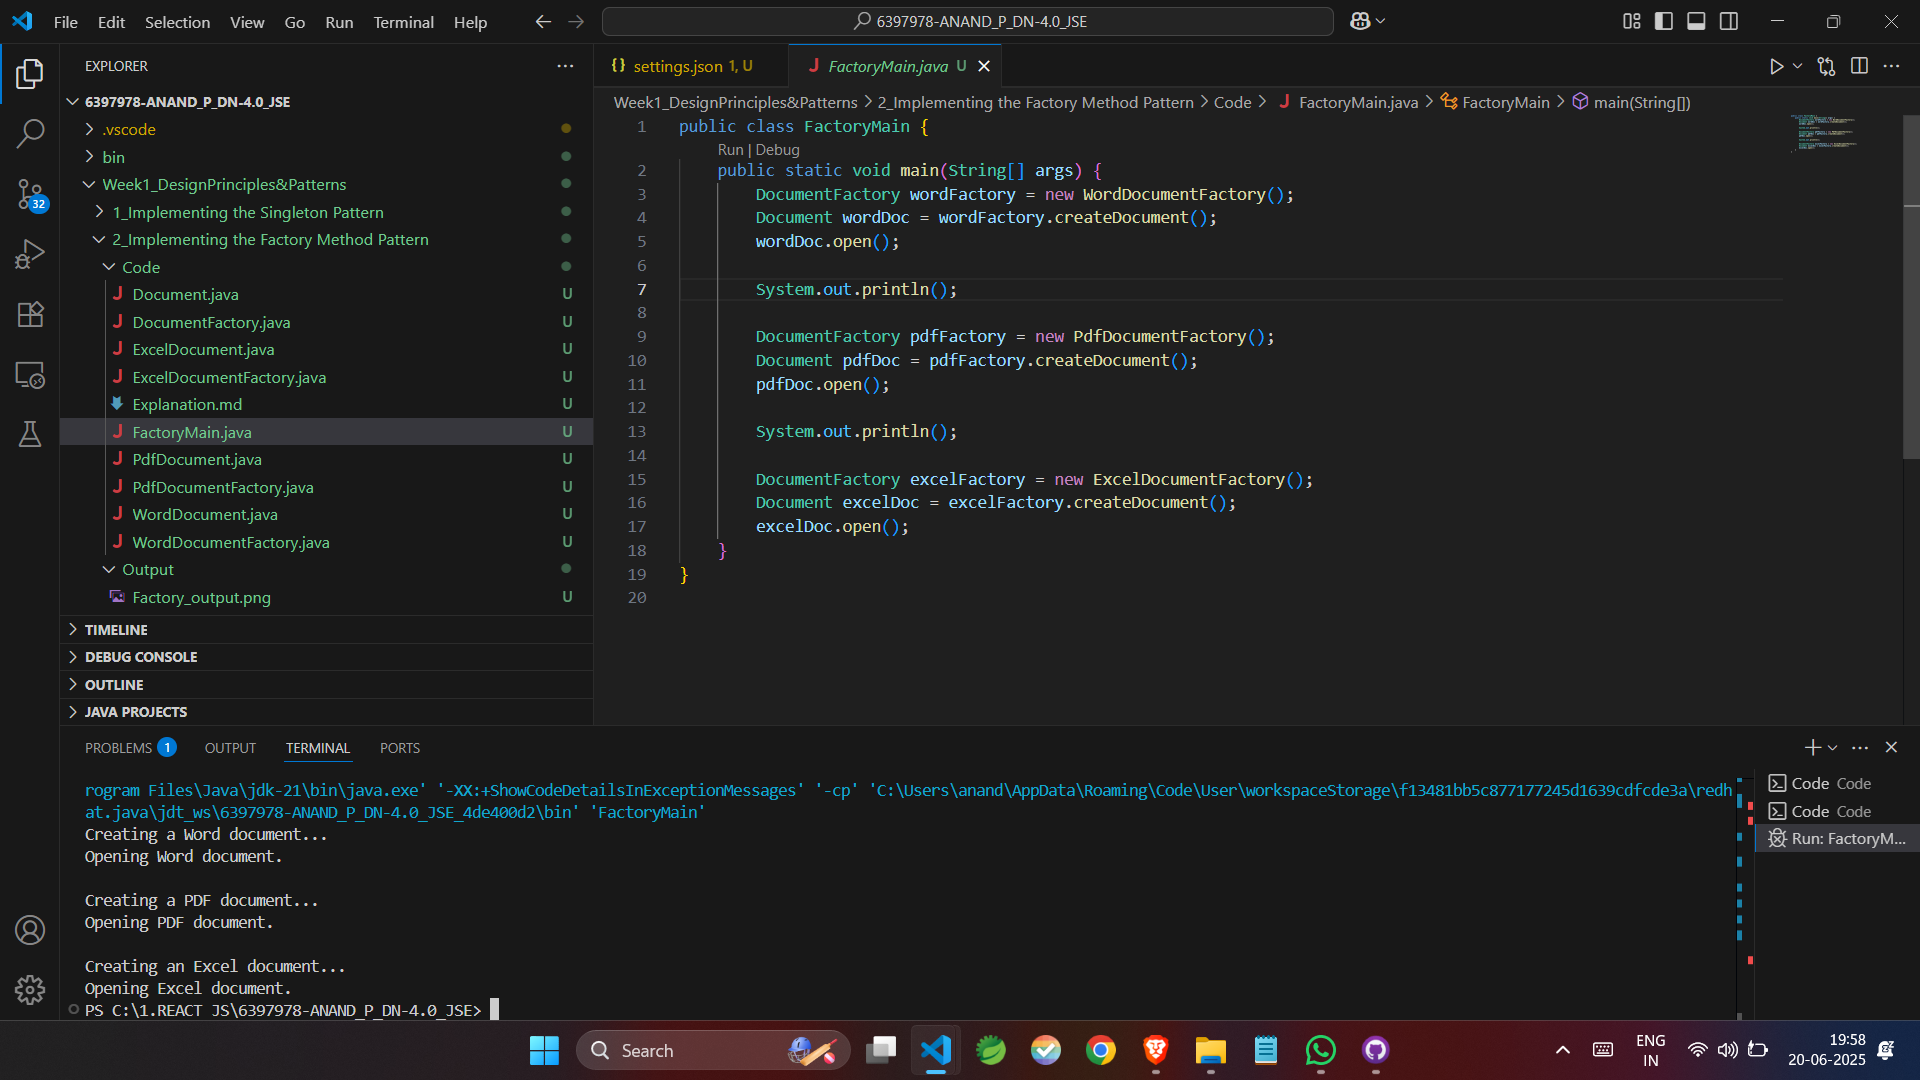 File Edit Selection View Go Run Terminal Help
6397978-ANAND_P_DN-4.0_JSE
EXPLORER
6397978-ANAND_P_DN-4.0_JSE
.vscode
bin
Week1_DesignPrinciples&Patterns
1_Implementing the Singleton Pattern
2_Implementing the Factory Method Pattern
Code
Document.java U
DocumentFactory.java U
ExcelDocument.java U
ExcelDocumentFactory.java U
Explanation.md U
FactoryMain.java U
PdfDocument.java U
PdfDocumentFactory.java U
WordDocument.java U
WordDocumentFactory.java U
Output
Factory_output.png U
TIMELINE
DEBUG CONSOLE
OUTLINE
JAVA PROJECTS
32
{} settings.json 1, U
J FactoryMain.java U
Week1_DesignPrinciples&Patterns > 2_Implementing the Factory Method Pattern > Code > J FactoryMain.java > FactoryMain > main(String[])
1 public class FactoryMain {
Run | Debug
2 public static void main(String[] args) {
3 DocumentFactory wordFactory = new WordDocumentFactory();
4 Document wordDoc = wordFactory.createDocument();
5 wordDoc.open();
6
7 System.out.println();
8
9 DocumentFactory pdfFactory = new PdfDocumentFactory();
10 Document pdfDoc = pdfFactory.createDocument();
11 pdfDoc.open();
12
13 System.out.println();
14
15 DocumentFactory excelFactory = new ExcelDocumentFactory();
16 Document excelDoc = excelFactory.createDocument();
17 excelDoc.open();
18 }
19 }
20
PROBLEMS 1 OUTPUT TERMINAL PORTS
rogram Files\Java\jdk-21\bin\java.exe' '-XX:+ShowCodeDetailsInExceptionMessages' '-cp' 'C:\Users\anand\AppData\Roaming\Code\User\workspaceStorage\f13481bb5c877177245d1639cdfcde3a\redh
at.java\jdt_ws\6397978-ANAND_P_DN-4.0_JSE_4de400d2\bin' 'FactoryMain'
Creating a Word document...
Opening Word document.
Creating a PDF document...
Opening PDF document.
Creating an Excel document...
Opening Excel document.
PS C:\1.REACT JS\6397978-ANAND_P_DN-4.0_JSE>
Code Code
Code Code
Run: FactoryM...
Search
ENG
IN
19:58
20-06-2025